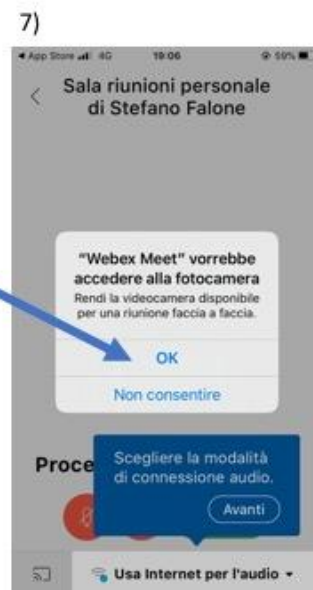 7)
App Store 4G 19:06 59%
Sala riunioni personale
di Stefano Falone
"Webex Meet" vorrebbe
accedere alla fotocamera
Rendi la videocamera disponibile
per una riunione faccia a faccia.
OK
Non consentire
Proce
Scegliere la modalità
di connessione audio.
Avanti
Usa Internet per l'audio